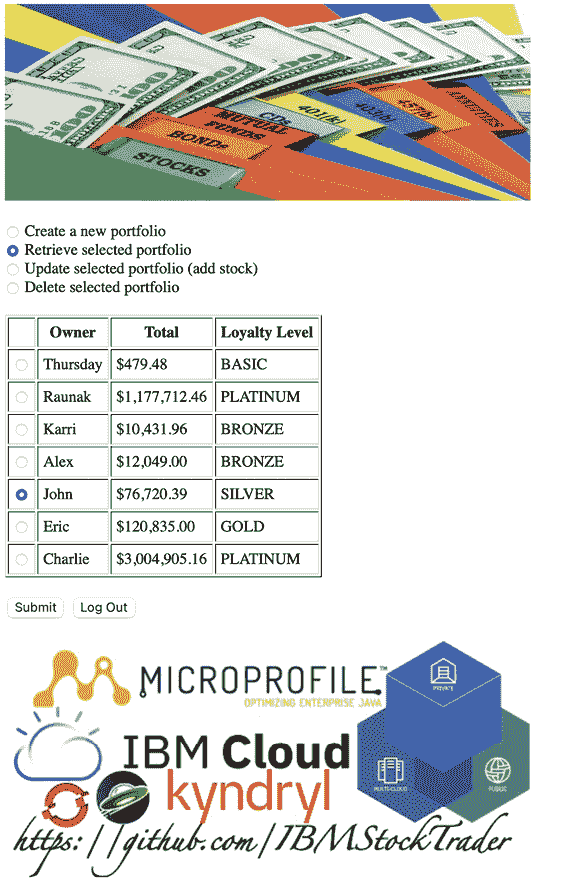 ANNUITIES
457(b)
403(b)
401(k)
CDs
MUTUAL
FUNDS
BONDS
STOCKS
Create a new portfolio
Retrieve selected portfolio
Update selected portfolio (add stock)
Delete selected portfolio
Owner Total Loyalty Level
Thursday $479.48 BASIC
Raunak $1,177,712.46 PLATINUM
Karri $10,431.96 BRONZE
Alex $12,049.00 BRONZE
John $76,720.39 SILVER
Eric $120,835.00 GOLD
Charlie $3,004,905.16 PLATINUM
Submit Log Out
MICROPROFILE™
OPTIMIZING ENTERPRISE JAVA
PRIVATE
IBM Cloud
MULTI-CLOUD
PUBLIC
kyndryl
https://github.com/IBMStockTrader